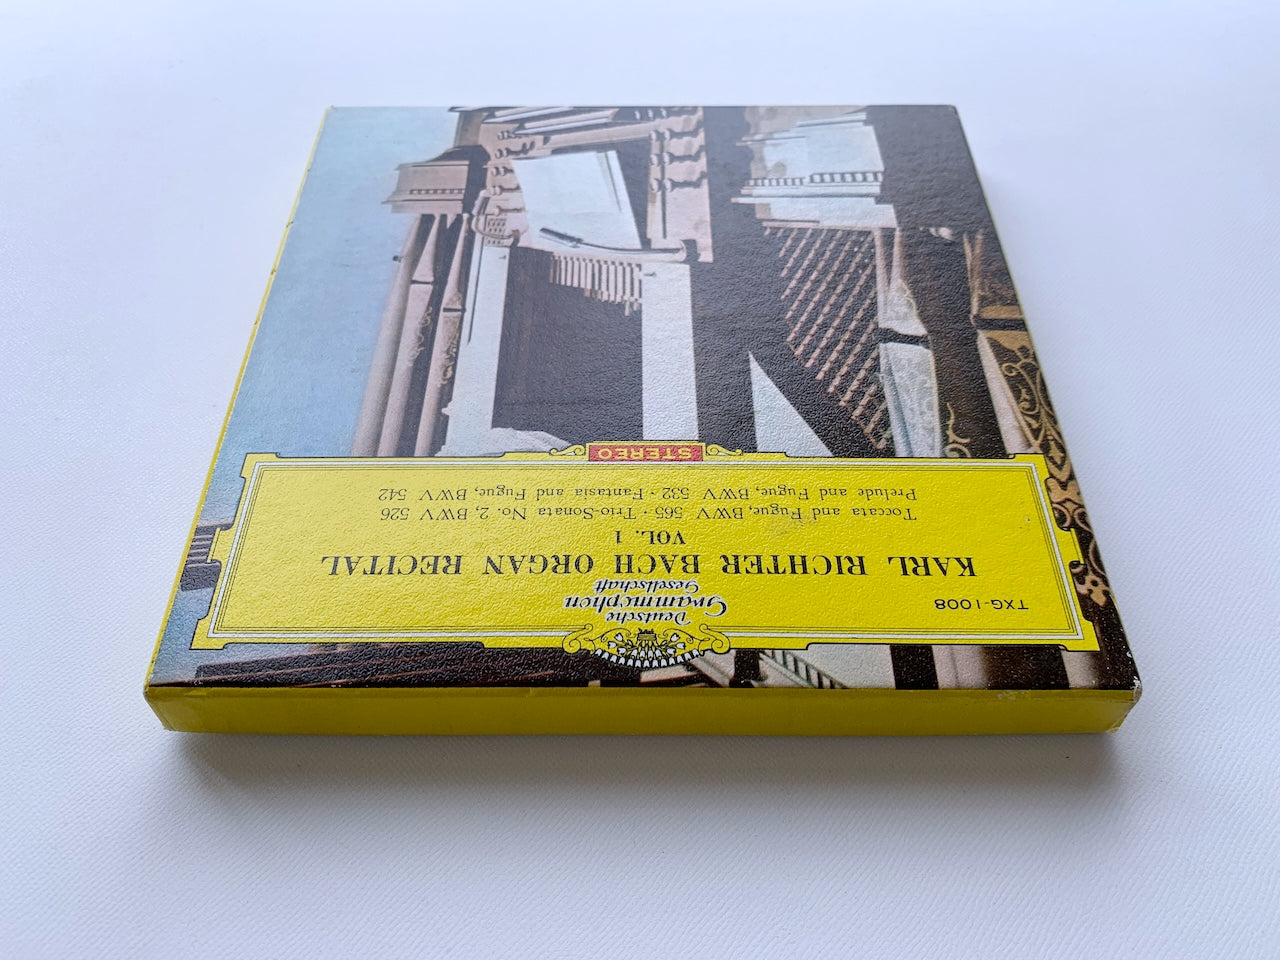 Deutsche
Grammophon
Gesellschaft
TXG-1008
KARL RICHTER BACH ORGAN RECITAL
VOL. 1
Toccata and Fugue, BWV 565 · Trio-Sonata No. 2, BWV 526
Prelude and Fugue, BWV 532 · Fantasia and Fugue, BWV 542
STEREO